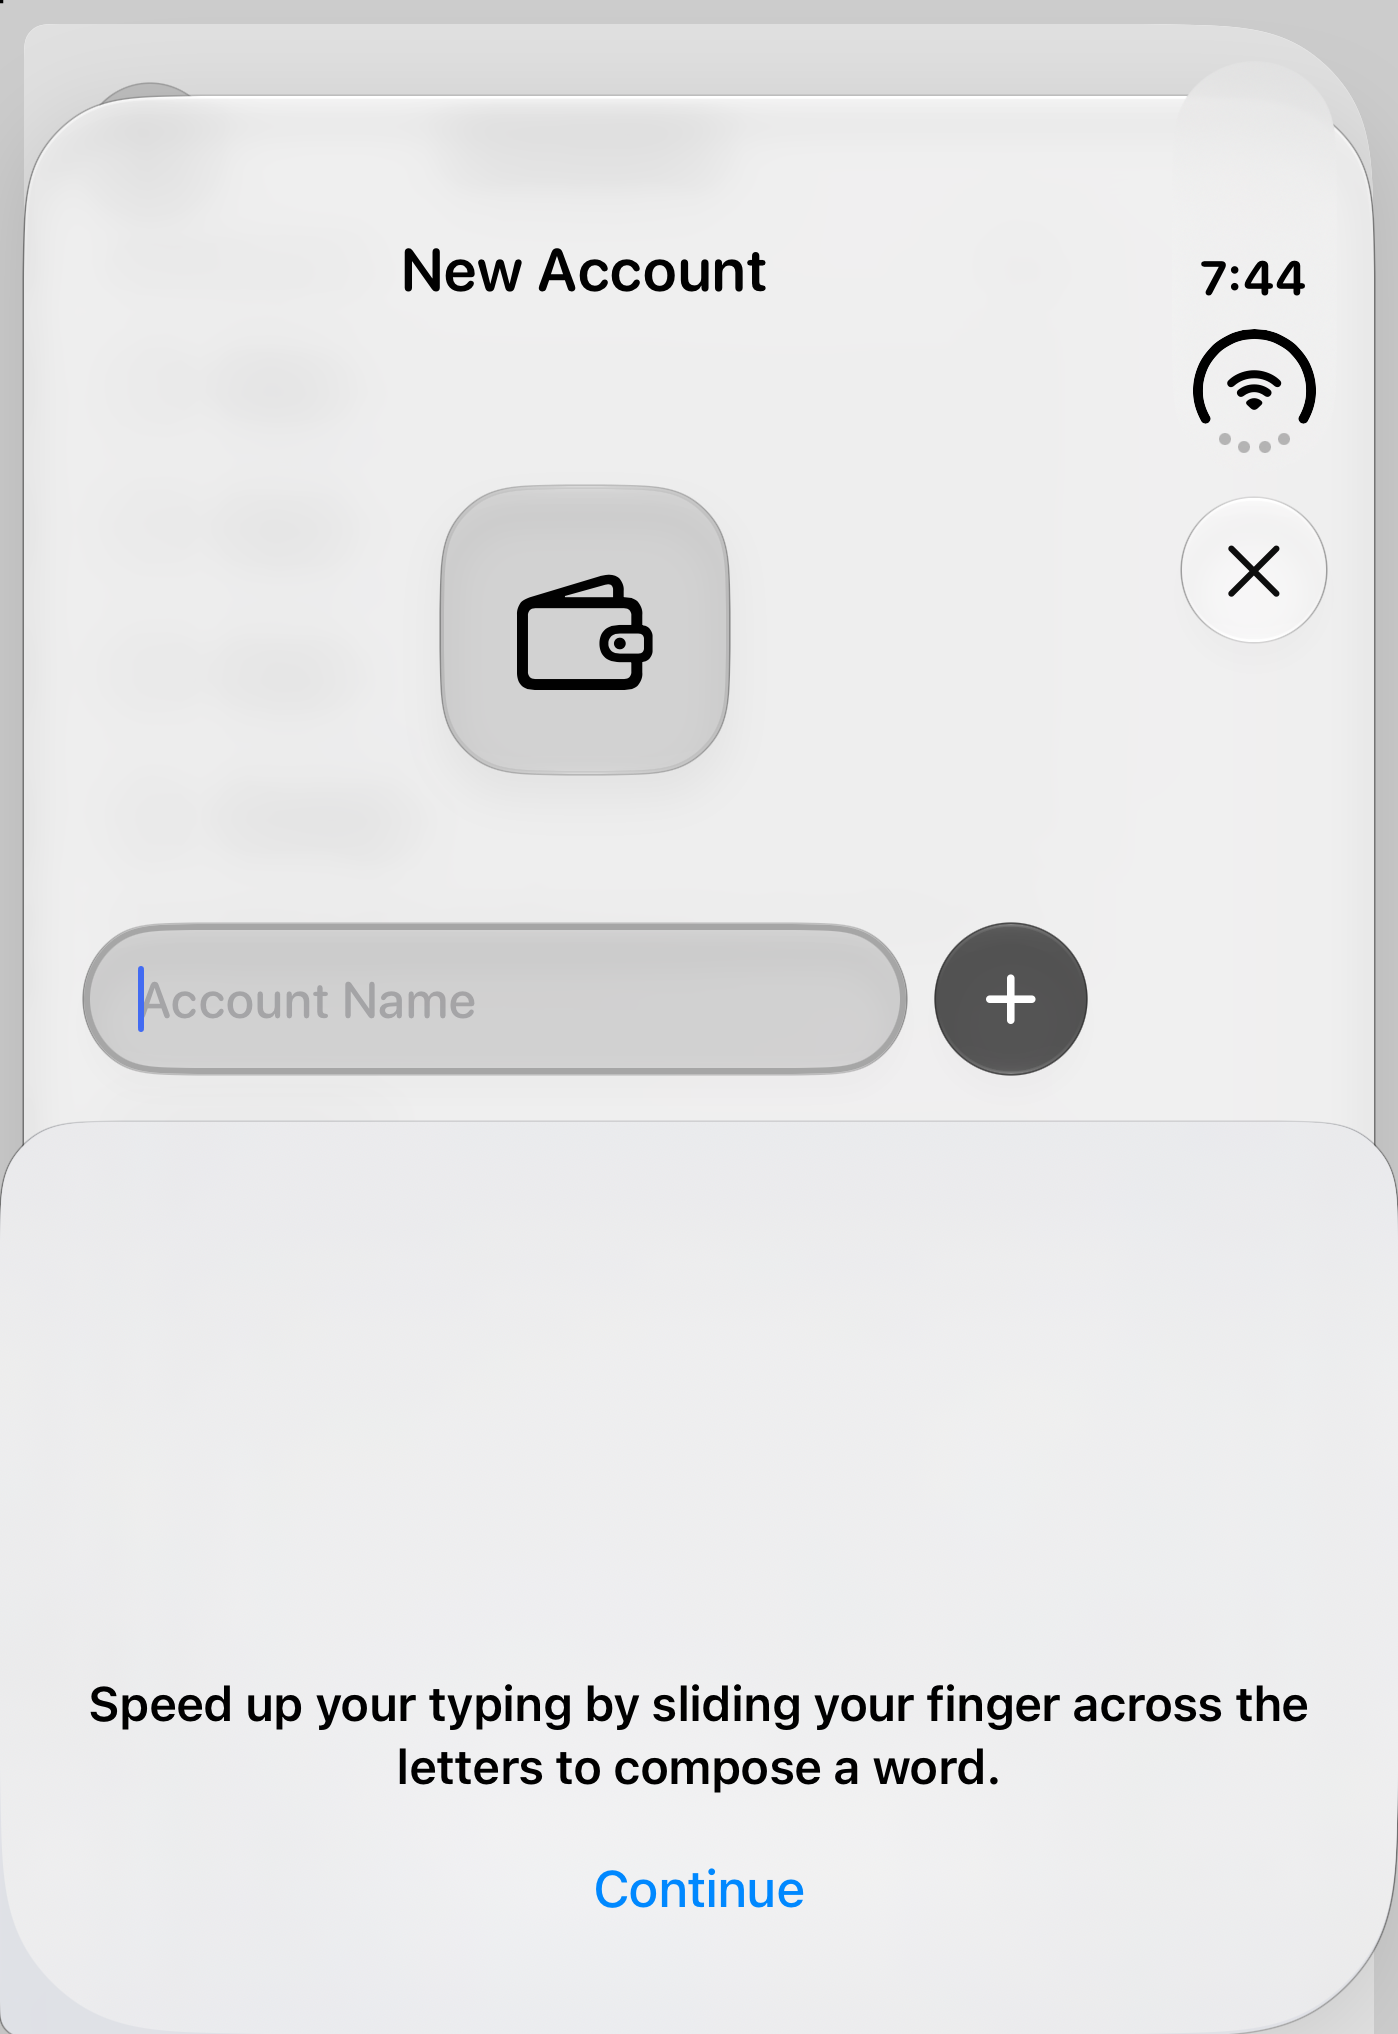 New Account
7:44
Account Name
Speed up your typing by sliding your finger across the
letters to compose a word.
Continue